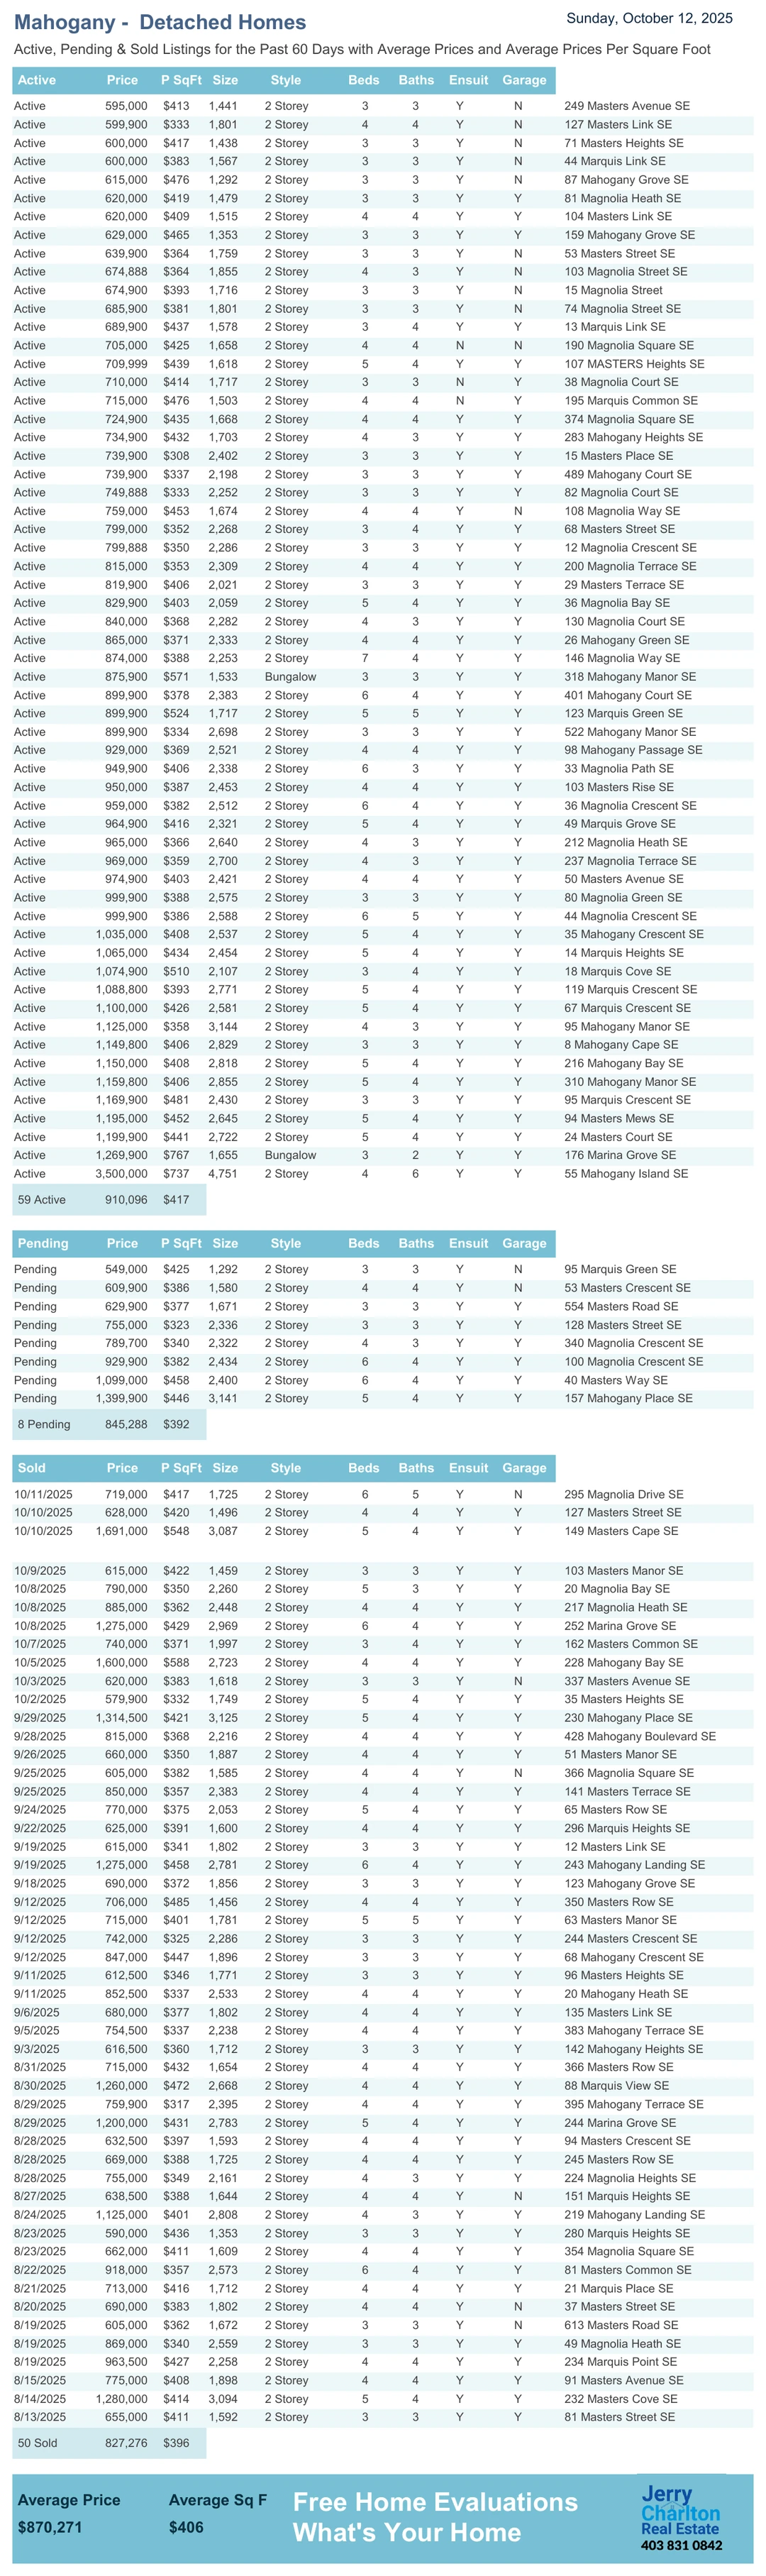 Mahogany - Detached Homes
Sunday, October 12, 2025
Active, Pending & Sold Listings for the Past 60 Days with Average Prices and Average Prices Per Square Foot
Active Price P SqFt Size Style Beds Baths Ensuit Garage
Active 595,000 $413 1,441 2 Storey 3 3 Y N 249 Masters Avenue SE
Active 599,900 $333 1,801 2 Storey 4 4 Y N 127 Masters Link SE
Active 600,000 $417 1,438 2 Storey 3 3 Y N 71 Masters Heights SE
Active 600,000 $383 1,567 2 Storey 3 3 Y N 44 Marquis Link SE
Active 615,000 $476 1,292 2 Storey 3 3 Y N 87 Mahogany Grove SE
Active 620,000 $419 1,479 2 Storey 3 3 Y Y 81 Magnolia Heath SE
Active 620,000 $409 1,515 2 Storey 4 4 Y Y 104 Masters Link SE
Active 629,000 $465 1,353 2 Storey 3 3 Y Y 159 Mahogany Grove SE
Active 639,900 $364 1,759 2 Storey 3 3 Y N 53 Masters Street SE
Active 674,888 $364 1,855 2 Storey 4 3 Y N 103 Magnolia Street SE
Active 674,900 $393 1,716 2 Storey 3 3 Y N 15 Magnolia Street
Active 685,900 $381 1,801 2 Storey 3 3 Y N 74 Magnolia Street SE
Active 689,900 $437 1,578 2 Storey 3 4 Y Y 13 Marquis Link SE
Active 705,000 $425 1,658 2 Storey 4 4 N N 190 Magnolia Square SE
Active 709,999 $439 1,618 2 Storey 5 4 Y Y 107 MASTERS Heights SE
Active 710,000 $414 1,717 2 Storey 3 3 N Y 38 Magnolia Court SE
Active 715,000 $476 1,503 2 Storey 4 4 N Y 195 Marquis Common SE
Active 724,900 $435 1,668 2 Storey 4 4 Y Y 374 Magnolia Square SE
Active 734,900 $432 1,703 2 Storey 4 3 Y Y 283 Mahogany Heights SE
Active 739,900 $308 2,402 2 Storey 3 3 Y Y 15 Masters Place SE
Active 739,900 $337 2,198 2 Storey 3 3 Y Y 489 Mahogany Court SE
Active 749,888 $333 2,252 2 Storey 3 3 Y Y 82 Magnolia Court SE
Active 759,000 $453 1,674 2 Storey 4 4 Y N 108 Magnolia Way SE
Active 799,000 $352 2,268 2 Storey 3 4 Y Y 68 Masters Street SE
Active 799,888 $350 2,286 2 Storey 3 3 Y Y 12 Magnolia Crescent SE
Active 815,000 $353 2,309 2 Storey 4 4 Y Y 200 Magnolia Terrace SE
Active 819,900 $406 2,021 2 Storey 3 3 Y Y 29 Masters Terrace SE
Active 829,900 $403 2,059 2 Storey 5 4 Y Y 36 Magnolia Bay SE
Active 840,000 $368 2,282 2 Storey 4 3 Y Y 130 Magnolia Court SE
Active 865,000 $371 2,333 2 Storey 4 4 Y Y 26 Mahogany Green SE
Active 874,000 $388 2,253 2 Storey 7 4 Y Y 146 Magnolia Way SE
Active 875,900 $571 1,533 Bungalow 3 3 Y Y 318 Mahogany Manor SE
Active 899,900 $378 2,383 2 Storey 6 4 Y Y 401 Mahogany Court SE
Active 899,900 $524 1,717 2 Storey 5 5 Y Y 123 Marquis Green SE
Active 899,900 $334 2,698 2 Storey 3 3 Y Y 522 Mahogany Manor SE
Active 929,000 $369 2,521 2 Storey 4 4 Y Y 98 Mahogany Passage SE
Active 949,900 $406 2,338 2 Storey 6 3 Y Y 33 Magnolia Path SE
Active 950,000 $387 2,453 2 Storey 4 4 Y Y 103 Masters Rise SE
Active 959,000 $382 2,512 2 Storey 6 4 Y Y 36 Magnolia Crescent SE
Active 964,900 $416 2,321 2 Storey 5 4 Y Y 49 Marquis Grove SE
Active 965,000 $366 2,640 2 Storey 4 3 Y Y 212 Magnolia Heath SE
Active 969,000 $359 2,700 2 Storey 4 3 Y Y 237 Magnolia Terrace SE
Active 974,900 $403 2,421 2 Storey 4 4 Y Y 50 Masters Avenue SE
Active 999,900 $388 2,575 2 Storey 3 3 Y Y 80 Magnolia Green SE
Active 999,900 $386 2,588 2 Storey 6 5 Y Y 44 Magnolia Crescent SE
Active 1,035,000 $408 2,537 2 Storey 5 4 Y Y 35 Mahogany Crescent SE
Active 1,065,000 $434 2,454 2 Storey 5 4 Y Y 14 Marquis Heights SE
Active 1,074,900 $510 2,107 2 Storey 3 4 Y Y 18 Marquis Cove SE
Active 1,088,800 $393 2,771 2 Storey 5 4 Y Y 119 Marquis Crescent SE
Active 1,100,000 $426 2,581 2 Storey 5 4 Y Y 67 Marquis Crescent SE
Active 1,125,000 $358 3,144 2 Storey 4 3 Y Y 95 Mahogany Manor SE
Active 1,149,800 $406 2,829 2 Storey 3 3 Y Y 8 Mahogany Cape SE
Active 1,150,000 $408 2,818 2 Storey 5 4 Y Y 216 Mahogany Bay SE
Active 1,159,800 $406 2,855 2 Storey 5 4 Y Y 310 Mahogany Manor SE
Active 1,169,900 $481 2,430 2 Storey 3 3 Y Y 95 Marquis Crescent SE
Active 1,195,000 $452 2,645 2 Storey 5 4 Y Y 94 Masters Mews SE
Active 1,199,900 $441 2,722 2 Storey 5 4 Y Y 24 Masters Court SE
Active 1,269,900 $767 1,655 Bungalow 3 2 Y Y 176 Marina Grove SE
Active 3,500,000 $737 4,751 2 Storey 4 6 Y Y 55 Mahogany Island SE
59 Active 910,096 $417
Pending Price P SqFt Size Style Beds Baths Ensuit Garage
Pending 549,000 $425 1,292 2 Storey 3 3 Y N 95 Marquis Green SE
Pending 609,900 $386 1,580 2 Storey 4 4 Y N 53 Masters Crescent SE
Pending 629,900 $377 1,671 2 Storey 3 3 Y Y 554 Masters Road SE
Pending 755,000 $323 2,336 2 Storey 3 3 Y Y 128 Masters Street SE
Pending 789,700 $340 2,322 2 Storey 4 3 Y Y 340 Magnolia Crescent SE
Pending 929,900 $382 2,434 2 Storey 6 4 Y Y 100 Magnolia Crescent SE
Pending 1,099,000 $458 2,400 2 Storey 6 4 Y Y 40 Masters Way SE
Pending 1,399,900 $446 3,141 2 Storey 5 4 Y Y 157 Mahogany Place SE
8 Pending 845,288 $392
Sold Price P SqFt Size Style Beds Baths Ensuit Garage
10/11/2025 719,000 $417 1,725 2 Storey 6 5 Y N 295 Magnolia Drive SE
10/10/2025 628,000 $420 1,496 2 Storey 4 4 Y Y 127 Masters Street SE
10/10/2025 1,691,000 $548 3,087 2 Storey 5 4 Y Y 149 Masters Cape SE
10/9/2025 615,000 $422 1,459 2 Storey 3 3 Y Y 103 Masters Manor SE
10/8/2025 790,000 $350 2,260 2 Storey 5 3 Y Y 20 Magnolia Bay SE
10/8/2025 885,000 $362 2,448 2 Storey 4 4 Y Y 217 Magnolia Heath SE
10/8/2025 1,275,000 $429 2,969 2 Storey 6 4 Y Y 252 Marina Grove SE
10/7/2025 740,000 $371 1,997 2 Storey 3 4 Y Y 162 Masters Common SE
10/5/2025 1,600,000 $588 2,723 2 Storey 4 4 Y Y 228 Mahogany Bay SE
10/3/2025 620,000 $383 1,618 2 Storey 3 3 Y N 337 Masters Avenue SE
10/2/2025 579,900 $332 1,749 2 Storey 5 4 Y Y 35 Masters Heights SE
9/29/2025 1,314,500 $421 3,125 2 Storey 5 4 Y Y 230 Mahogany Place SE
9/28/2025 815,000 $368 2,216 2 Storey 4 4 Y Y 428 Mahogany Boulevard SE
9/26/2025 660,000 $350 1,887 2 Storey 4 4 Y Y 51 Masters Manor SE
9/25/2025 605,000 $382 1,585 2 Storey 4 4 Y N 366 Magnolia Square SE
9/25/2025 850,000 $357 2,383 2 Storey 4 4 Y Y 141 Masters Terrace SE
9/24/2025 770,000 $375 2,053 2 Storey 5 4 Y Y 65 Masters Row SE
9/22/2025 625,000 $391 1,600 2 Storey 4 4 Y Y 296 Marquis Heights SE
9/19/2025 615,000 $341 1,802 2 Storey 3 3 Y Y 12 Masters Link SE
9/19/2025 1,275,000 $458 2,781 2 Storey 6 4 Y Y 243 Mahogany Landing SE
9/18/2025 690,000 $372 1,856 2 Storey 3 3 Y Y 123 Mahogany Grove SE
9/12/2025 706,000 $485 1,456 2 Storey 4 4 Y Y 350 Masters Row SE
9/12/2025 715,000 $401 1,781 2 Storey 5 5 Y Y 63 Masters Manor SE
9/12/2025 742,000 $325 2,286 2 Storey 3 3 Y Y 244 Masters Crescent SE
9/12/2025 847,000 $447 1,896 2 Storey 3 3 Y Y 68 Mahogany Crescent SE
9/11/2025 612,500 $346 1,771 2 Storey 3 3 Y Y 96 Masters Heights SE
9/11/2025 852,500 $337 2,533 2 Storey 4 4 Y Y 20 Mahogany Heath SE
9/6/2025 680,000 $377 1,802 2 Storey 4 4 Y Y 135 Masters Link SE
9/5/2025 754,500 $337 2,238 2 Storey 4 4 Y Y 383 Mahogany Terrace SE
9/3/2025 616,500 $360 1,712 2 Storey 3 3 Y Y 142 Mahogany Heights SE
8/31/2025 715,000 $432 1,654 2 Storey 4 4 Y Y 366 Masters Row SE
8/30/2025 1,260,000 $472 2,668 2 Storey 4 4 Y Y 88 Marquis View SE
8/29/2025 759,900 $317 2,395 2 Storey 4 4 Y Y 395 Mahogany Terrace SE
8/29/2025 1,200,000 $431 2,783 2 Storey 5 4 Y Y 244 Marina Grove SE
8/28/2025 632,500 $397 1,593 2 Storey 4 4 Y Y 94 Masters Crescent SE
8/28/2025 669,000 $388 1,725 2 Storey 4 4 Y Y 245 Masters Row SE
8/28/2025 755,000 $349 2,161 2 Storey 4 3 Y Y 224 Magnolia Heights SE
8/27/2025 638,500 $388 1,644 2 Storey 4 4 Y N 151 Marquis Heights SE
8/24/2025 1,125,000 $401 2,808 2 Storey 4 3 Y Y 219 Mahogany Landing SE
8/23/2025 590,000 $436 1,353 2 Storey 3 3 Y Y 280 Marquis Heights SE
8/23/2025 662,000 $411 1,609 2 Storey 4 4 Y Y 354 Magnolia Square SE
8/22/2025 918,000 $357 2,573 2 Storey 6 4 Y Y 81 Masters Common SE
8/21/2025 713,000 $416 1,712 2 Storey 4 4 Y Y 21 Marquis Place SE
8/20/2025 690,000 $383 1,802 2 Storey 4 4 Y N 37 Masters Street SE
8/19/2025 605,000 $362 1,672 2 Storey 3 3 Y N 613 Masters Road SE
8/19/2025 869,000 $340 2,559 2 Storey 3 3 Y Y 49 Magnolia Heath SE
8/19/2025 963,500 $427 2,258 2 Storey 4 4 Y Y 234 Marquis Point SE
8/15/2025 775,000 $408 1,898 2 Storey 4 4 Y Y 91 Masters Avenue SE
8/14/2025 1,280,000 $414 3,094 2 Storey 5 4 Y Y 232 Masters Cove SE
8/13/2025 655,000 $411 1,592 2 Storey 3 3 Y Y 81 Masters Street SE
50 Sold 827,276 $396
Average Price Average Sq F
$870,271 $406
Free Home Evaluations
What's Your Home
Jerry
Charlton
Real Estate
403 831 0842